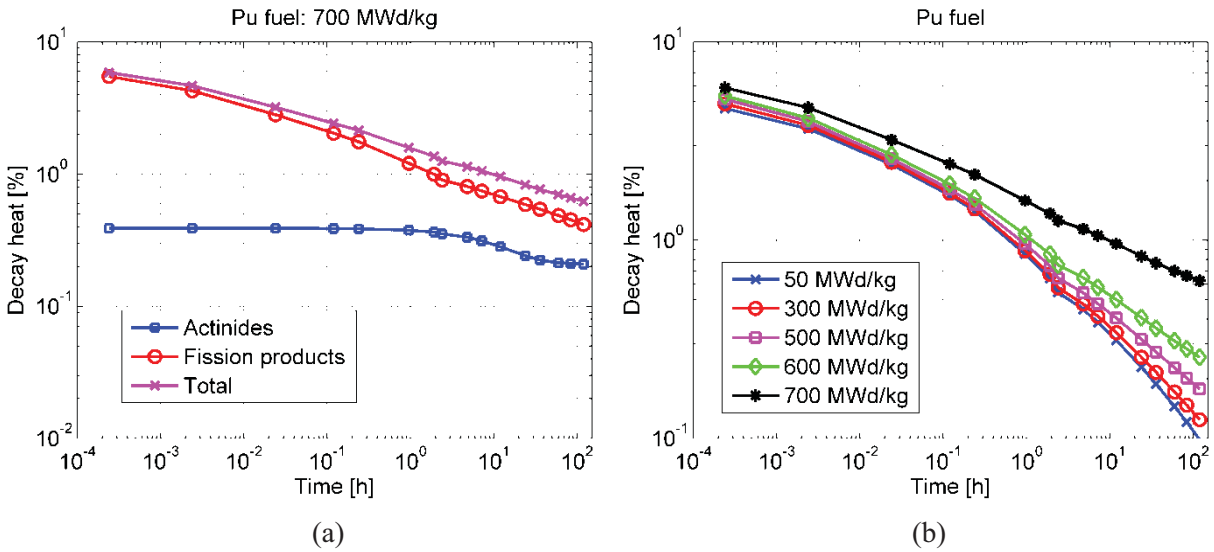 Pu fuel: 700 MWd/kg
10^1
10^0
10^-1
10^-2
Decay heat [%]
Actinides
Fission products
Total
10^-4
10^-3
10^-2
10^-1
10^0
10^1
10^2
Time [h]
(a)
Pu fuel
10^1
10^0
10^-1
Decay heat [%]
50 MWd/kg
300 MWd/kg
500 MWd/kg
600 MWd/kg
700 MWd/kg
10^-4
10^-3
10^-2
10^-1
10^0
10^1
10^2
Time [h]
(b)